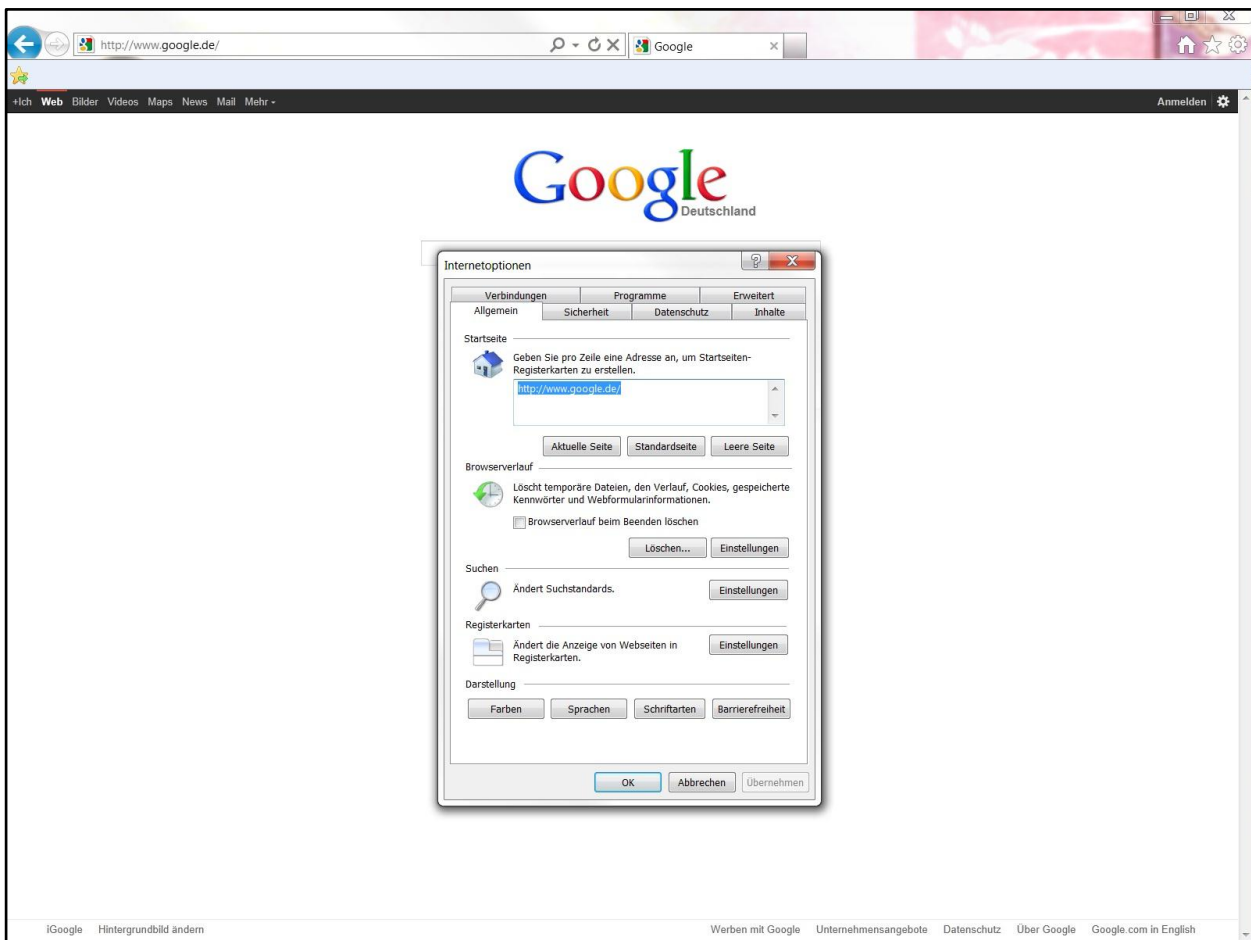 http://www.google.de/
Google
+Ich Web Bilder Videos Maps News Mail Mehr
Anmelden
Google
Deutschland
Internetoptionen
Verbindungen Programme Erweitert
Allgemein Sicherheit Datenschutz Inhalte
Startseite
Geben Sie pro Zeile eine Adresse an, um Startseiten-
Registerkarten zu erstellen.
http://www.google.de/
Aktuelle Seite Standardseite Leere Seite
Browserverlauf
Löscht temporäre Dateien, den Verlauf, Cookies, gespeicherte
Kennwörter und Webformularinformationen.
Browserverlauf beim Beenden löschen
Löschen... Einstellungen
Suchen
Ändert Suchstandards.
Einstellungen
Registerkarten
Ändert die Anzeige von Webseiten in
Registerkarten.
Einstellungen
Darstellung
Farben Sprachen Schriftarten Barrierefreiheit
OK Abbrechen Übernehmen
iGoogle Hintergrundbild ändern
Werben mit Google Unternehmensangebote Datenschutz Über Google Google.com in English